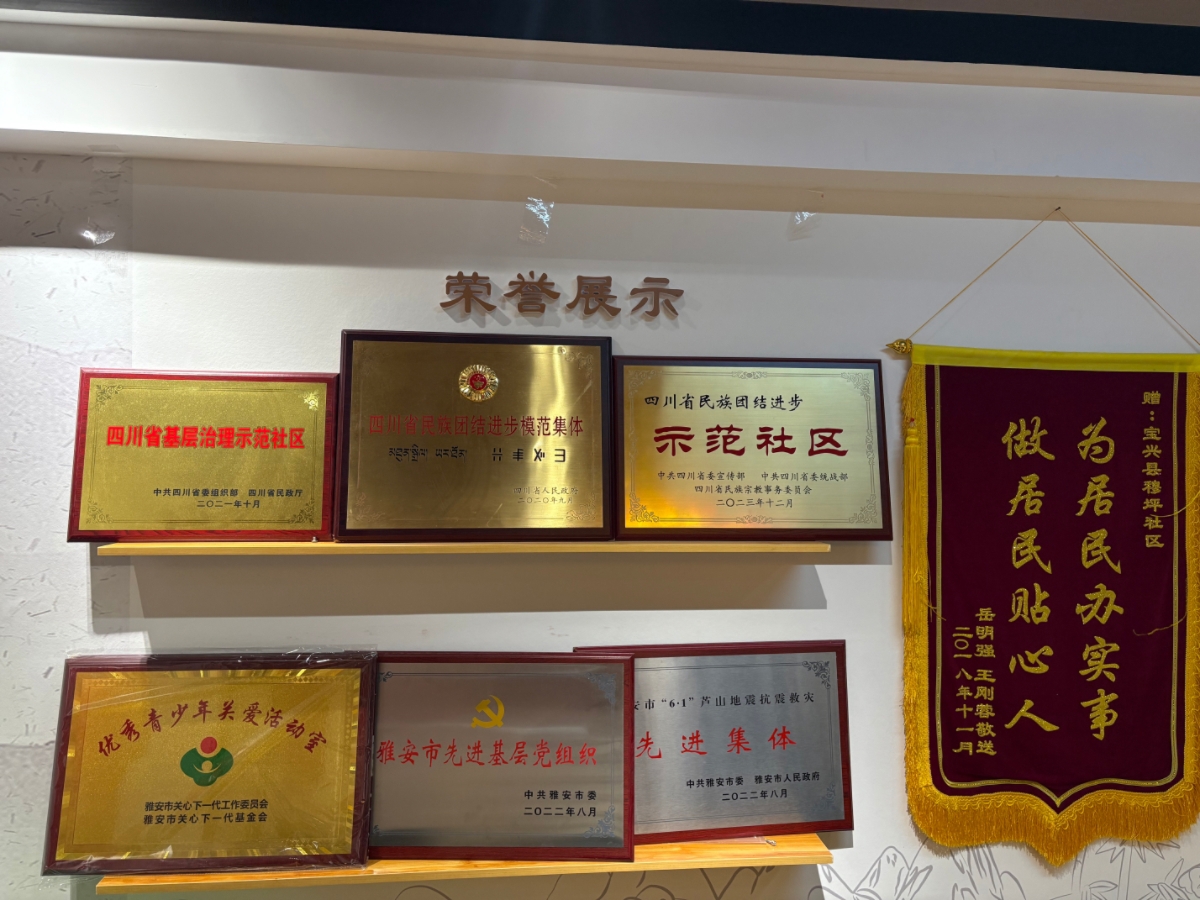 荣誉展示
四川省基层治理示范社区
中共四川省委组织部 四川省民政厅
二〇二一年十月
四川省民族团结进步模范集体
四川省人民政府
二〇二〇年九月
四川省民族团结进步
示范社区
中共四川省委宣传部 中共四川省委统战部
四川省民族宗教事务委员会
二〇二三年十二月
优秀青少年关爱活动室
雅安市关心下一代工作委员会
雅安市关心下一代基金会
雅安市先进基层党组织
中共雅安市委
二〇二二年八月
安市“6·1”芦山地震抗震救灾
先进集体
中共雅安市委 雅安市人民政府
二〇二二年八月
赠：宝兴县穆坪社区
为居民办实事
做居民贴心人
岳明强 王刚蓉敬送
二〇一八年十一月